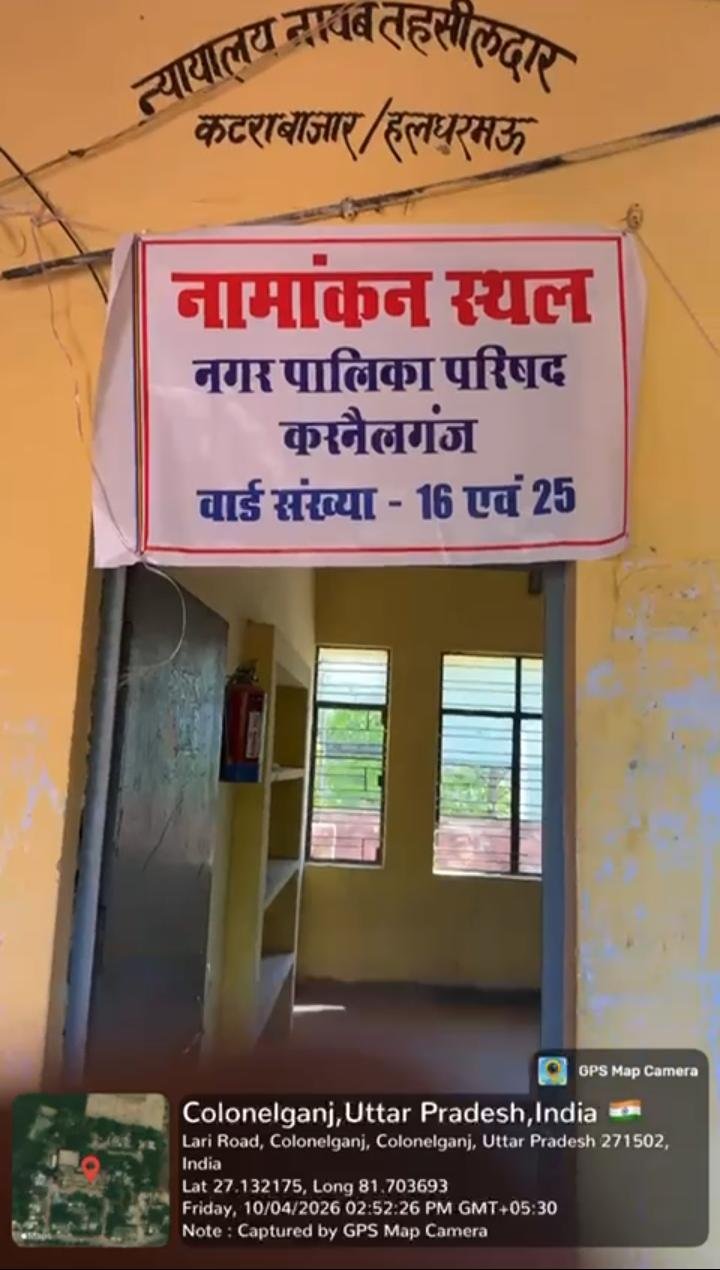 न्यायालय नायब तहसीलदार
कटराबाजार/हलधरमऊ
नामांकन स्थल
नगर पालिका परिषद
करनैलगंज
वार्ड संख्या - 16 एवं 25
GPS Map Camera
Colonelganj,Uttar Pradesh,India
Lari Road, Colonelganj, Colonelganj, Uttar Pradesh 271502,
India
Lat 27.132175, Long 81.703693
Friday, 10/04/2026 02:52:26 PM GMT+05:30
Note : Captured by GPS Map Camera